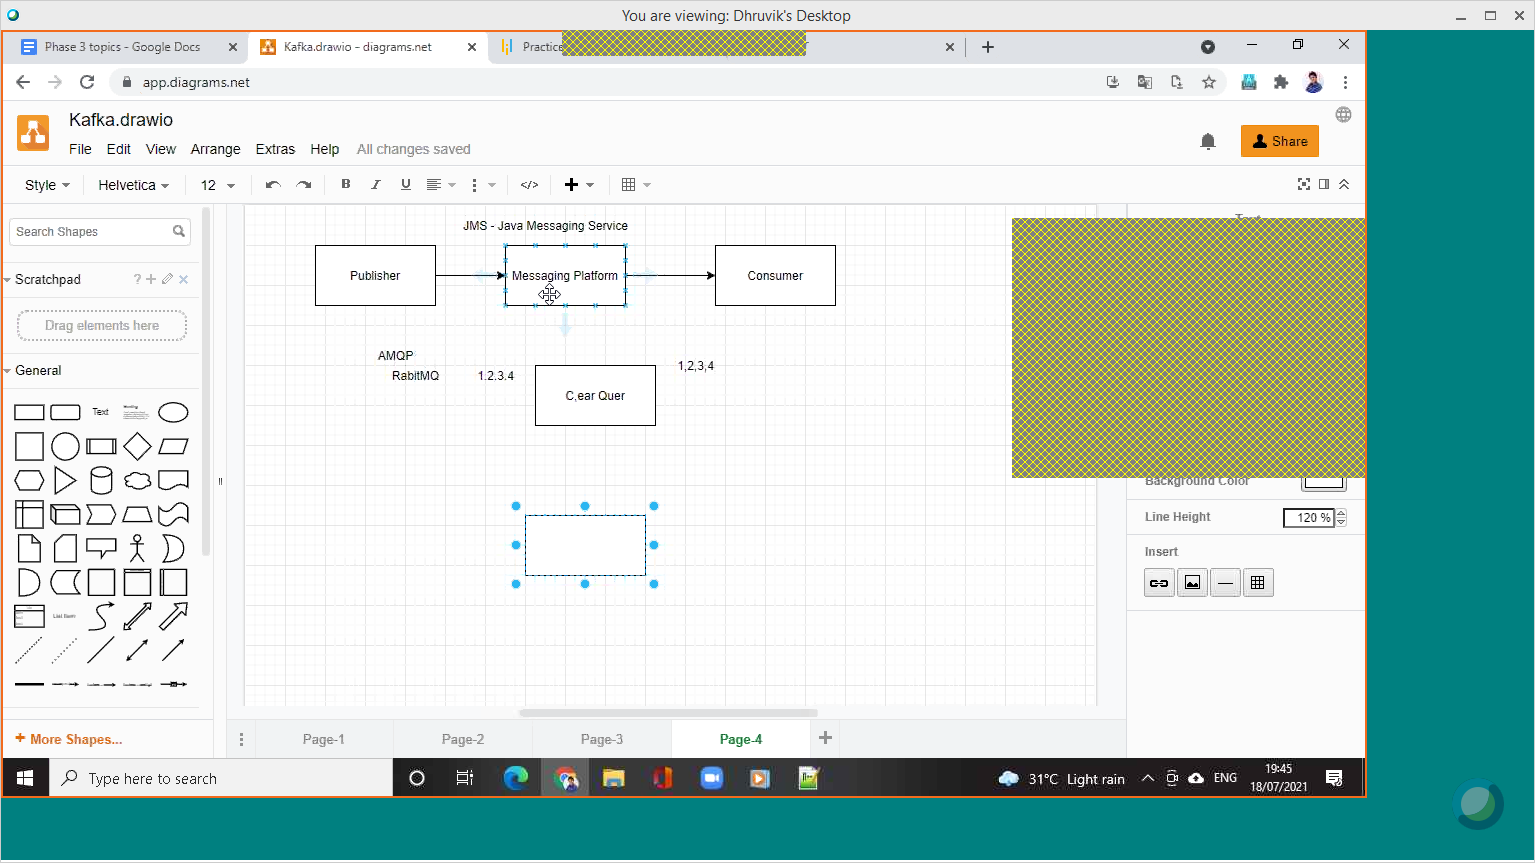 You are viewing: Dhruvik's Desktop
Phase 3 topics - Google Docs
Kafka.drawio - diagrams.net
Practice
app.diagrams.net
Kafka.drawio
File Edit View Arrange Extras Help All changes saved
Share
Style Helvetica 12 B I U </>
Search Shapes
Scratchpad ?
Drag elements here
General
Text
List Item
More Shapes...
JMS - Java Messaging Service
Publisher
Messaging Platform
Consumer
AMQP
RabitMQ
1.2.3.4
1,2,3,4
C,ear Quer
Background Color
Line Height 120 %
Insert
Page-1 Page-2 Page-3 Page-4
Type here to search
31°C Light rain
ENG
19:45
18/07/2021